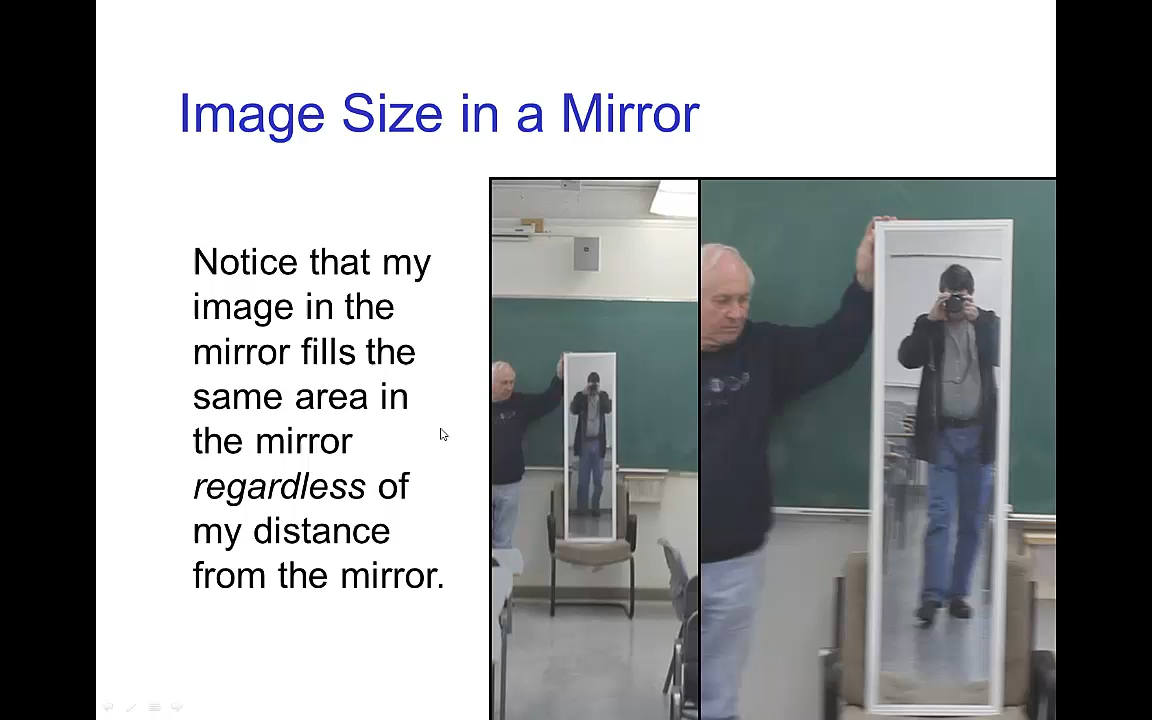 Image Size in a Mirror
Notice that my
image in the
mirror fills the
same area in
the mirror
regardless of
my distance
from the mirror.